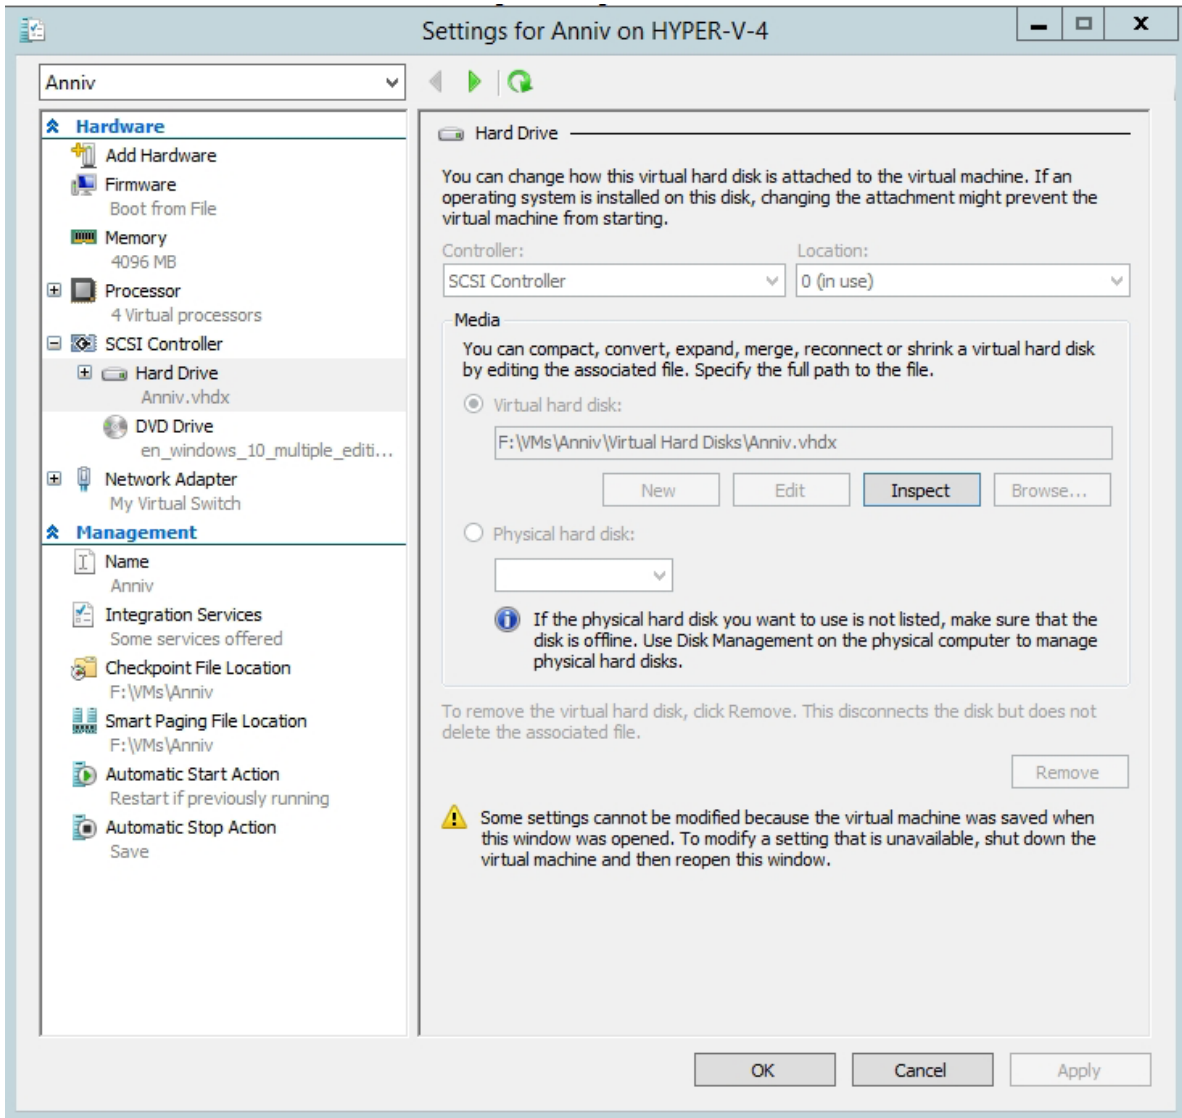 Settings for Anniv on HYPER-V-4
Anniv
Hardware
Add Hardware
Firmware
Boot from File
Memory
4096 MB
Processor
4 Virtual processors
SCSI Controller
Hard Drive
Anniv.vhdx
DVD Drive
en_windows_10_multiple_editi...
Network Adapter
My Virtual Switch
Management
Name
Anniv
Integration Services
Some services offered
Checkpoint File Location
F:\VMs\Anniv
Smart Paging File Location
F:\VMs\Anniv
Automatic Start Action
Restart if previously running
Automatic Stop Action
Save
Hard Drive
You can change how this virtual hard disk is attached to the virtual machine. If an
operating system is installed on this disk, changing the attachment might prevent the
virtual machine from starting.
Controller:
Location:
SCSI Controller
0 (in use)
Media
You can compact, convert, expand, merge, reconnect or shrink a virtual hard disk
by editing the associated file. Specify the full path to the file.
Virtual hard disk:
F:\VMs\Anniv\Virtual Hard Disks\Anniv.vhdx
New
Edit
Inspect
Browse...
Physical hard disk:
If the physical hard disk you want to use is not listed, make sure that the
disk is offline. Use Disk Management on the physical computer to manage
physical hard disks.
To remove the virtual hard disk, click Remove. This disconnects the disk but does not
delete the associated file.
Remove
Some settings cannot be modified because the virtual machine was saved when
this window was opened. To modify a setting that is unavailable, shut down the
virtual machine and then reopen this window.
OK
Cancel
Apply